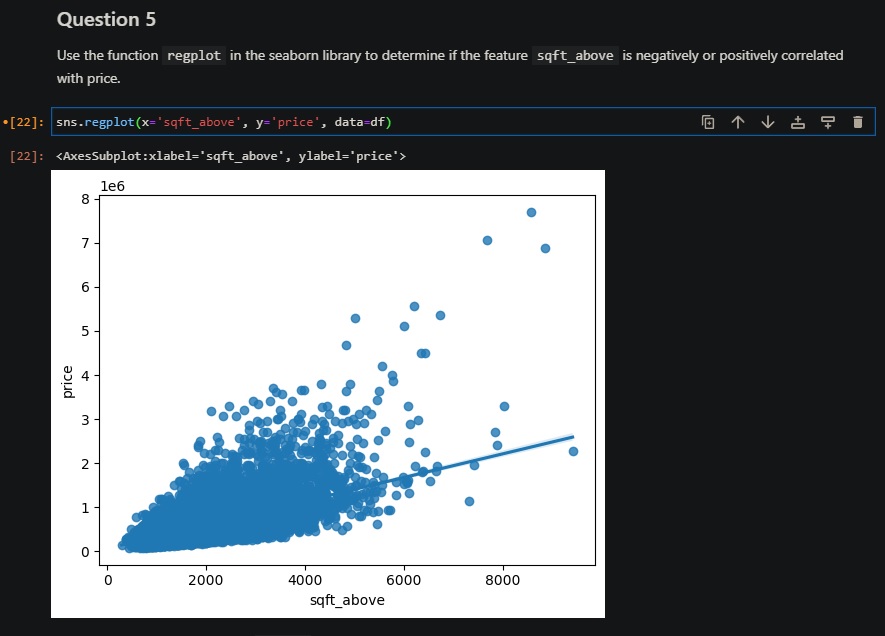 Question 5
Use the function regplot in the seaborn library to determine if the feature sqft_above is negatively or positively correlated
with price.
•[22]: sns.regplot(x='sqft_above', y='price', data=df)
[22]: <AxesSubplot:xlabel='sqft_above', ylabel='price'>
1e6
8
7
6
5
4
3
2
1
0
price
0 2000 4000 6000 8000
sqft_above